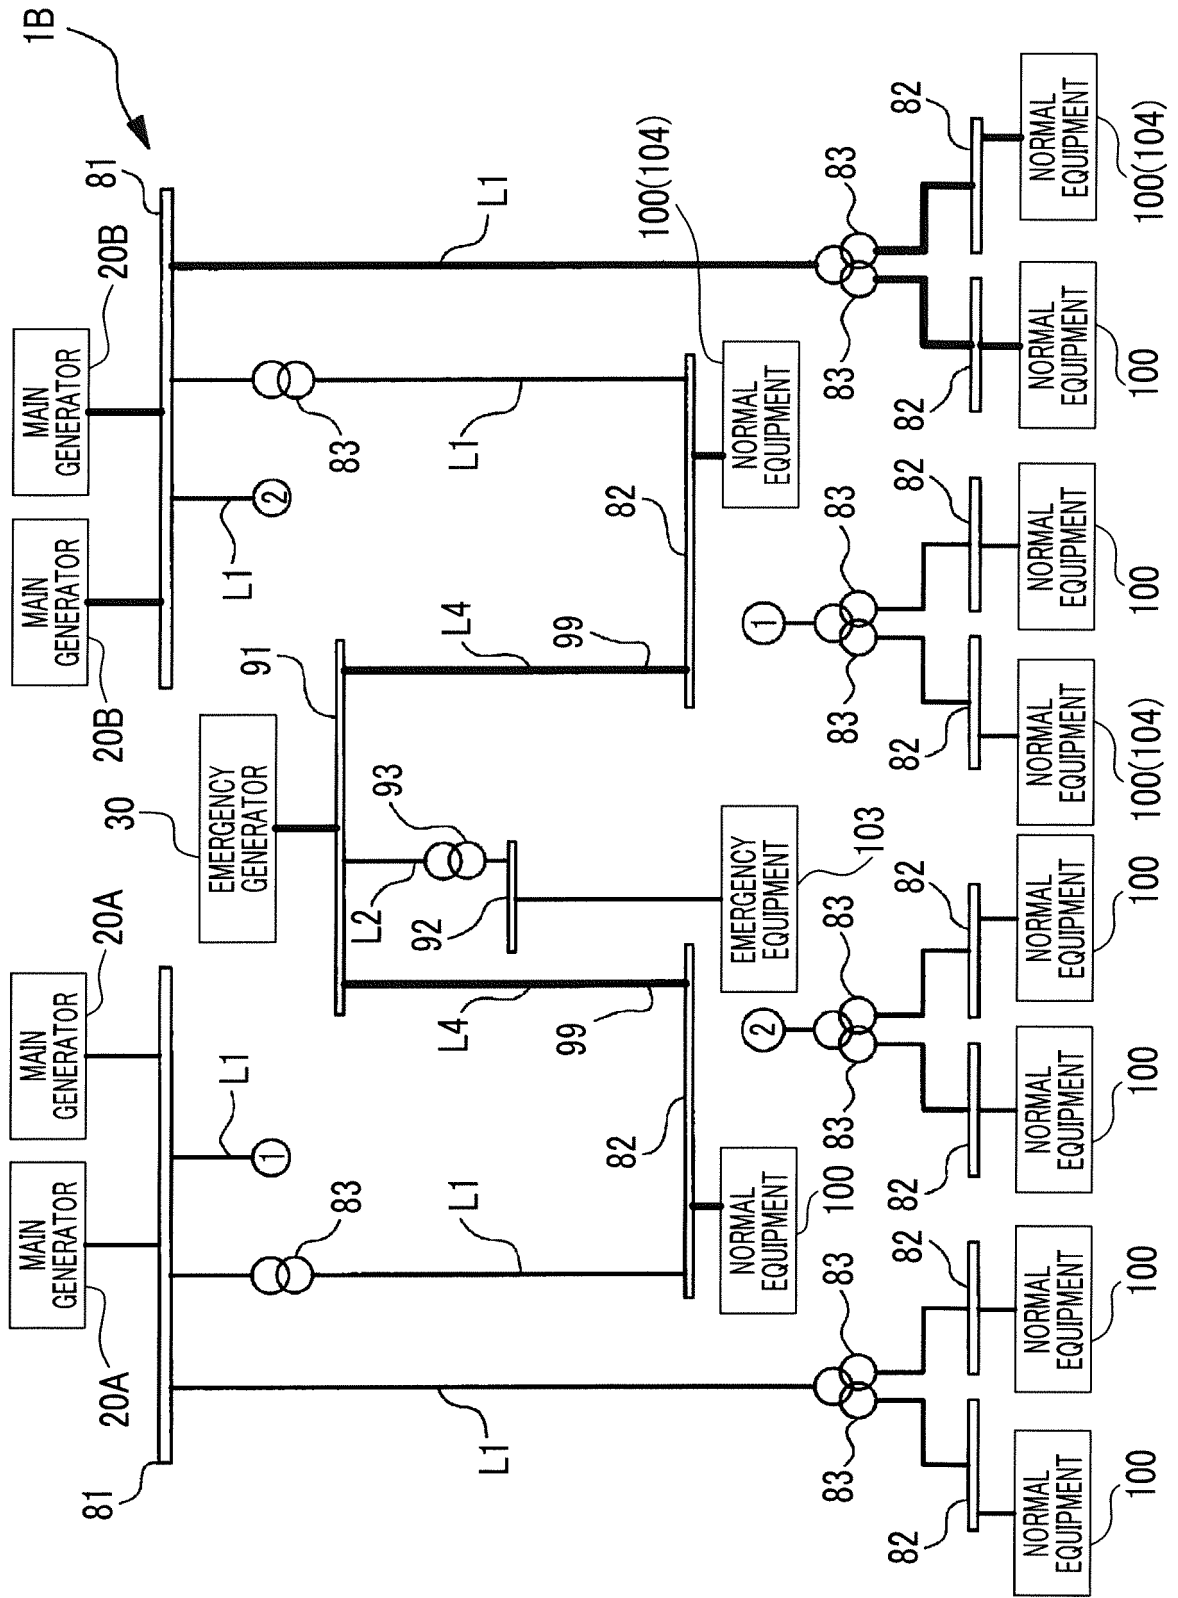 1B
MAIN
GENERATOR
MAIN
GENERATOR
MAIN
GENERATOR
MAIN
GENERATOR
81
20A
20A
30
20B
20B
81
EMERGENCY
GENERATOR
91
L1
L1
①
②
83
83
L2
93
92
L4
L4
L1
L1
L1
L1
99
99
82
82
100(104)
NORMAL
EQUIPMENT
EMERGENCY
EQUIPMENT
NORMAL
EQUIPMENT
②
①
100
103
83
83
83
83
83
83
83
83
82
82
82
82
82
82
82
82
NORMAL
EQUIPMENT
NORMAL
EQUIPMENT
NORMAL
EQUIPMENT
NORMAL
EQUIPMENT
NORMAL
EQUIPMENT
NORMAL
EQUIPMENT
NORMAL
EQUIPMENT
NORMAL
EQUIPMENT
100
100
100
100
100(104)
100
100
100(104)